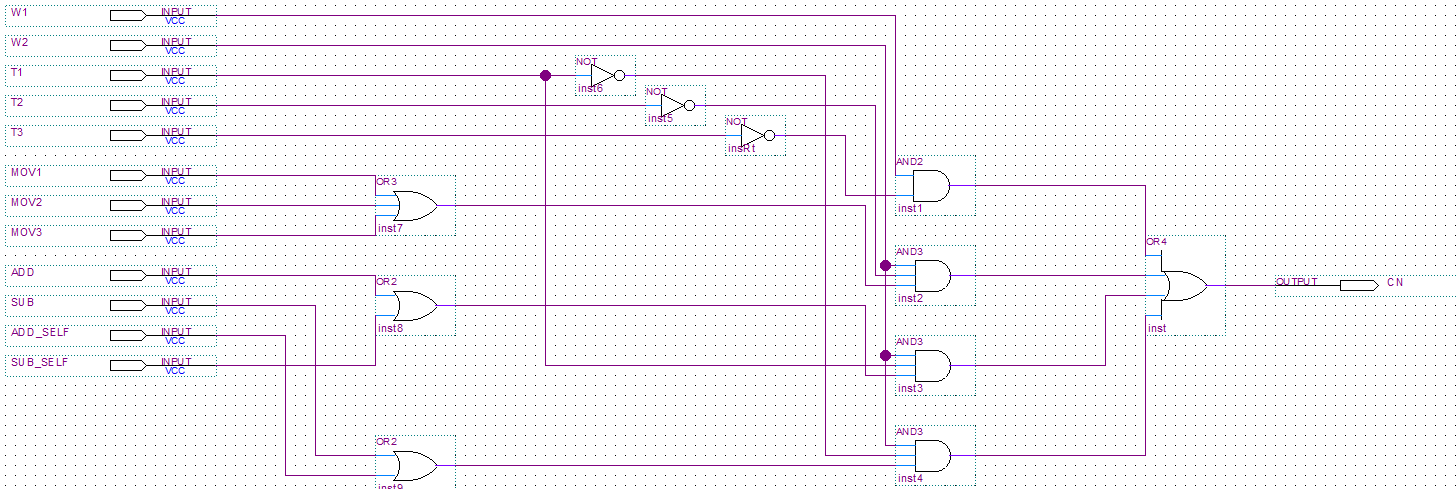 W1 INPUT
VCC
W2 INPUT
VCC
T1 INPUT
VCC
NOT
inst6
T2 INPUT
VCC
NOT
inst5
T3 INPUT
VCC
NOT
insRt
MOV1 INPUT
VCC
MOV2 INPUT
VCC
MOV3 INPUT
VCC
OR3
inst7
AND2
inst1
ADD INPUT
VCC
SUB INPUT
VCC
ADD_SELF INPUT
VCC
SUB_SELF INPUT
VCC
OR2
inst8
AND3
inst2
OR4
inst
OUTPUT CN
AND3
inst3
OR2
inst9
AND3
inst4